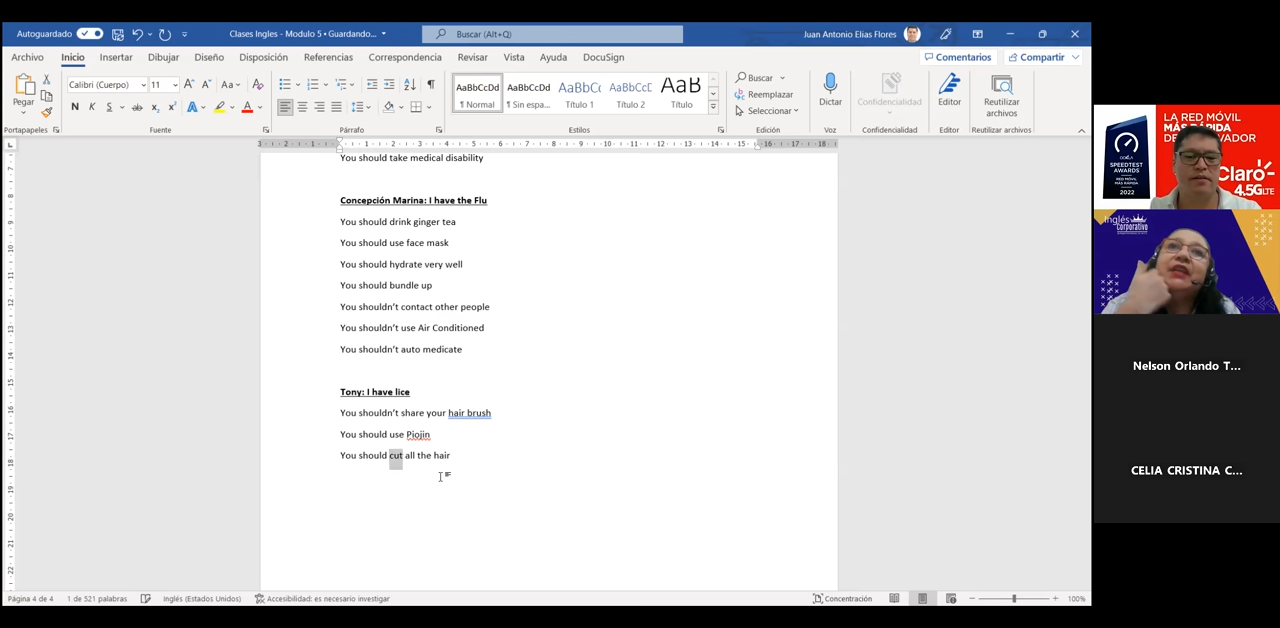 Autoguardado
Clases Ingles - Modulo 5 • Guardando...
Buscar (Alt+Q)
Juan Antonio Elias Flores
Archivo Inicio Insertar Dibujar Diseño Disposición Referencias Correspondencia Revisar Vista Ayuda DocuSign
Comentarios Compartir
Pegar
Calibri (Cuerpo) 11
N K S
AaBbCcDd AaBbCcDd AaBbCc AaBbCcD AaB
¶ Normal ¶ Sin espa... Título 1 Título 2 Título
Buscar
Reemplazar
Seleccionar
Dictar
Confidencialidad
Editor
Reutilizar archivos
Portapapeles Fuente Párrafo Estilos Edición Voz Confidencialidad Editor Reutilizar archivos
You should take medical disability
Concepción Marina: I have the Flu
You should drink ginger tea
You should use face mask
You should hydrate very well
You should bundle up
You shouldn't contact other people
You shouldn't use Air Conditioned
You shouldn't auto medicate
Tony: I have lice
You shouldn't share your hair brush
You should use Piojin
You should cut all the hair
Página 4 de 4 1 de 521 palabras Inglés (Estados Unidos) Accesibilidad: es necesario investigar
Concentración 100%
LA RED MÓVIL
MÁS RÁPIDA
SPEEDTEST
AWARDS
2022
Claro
4.5G LTE
Inglés
Corporativo
Nelson Orlando T...
CELIA CRISTINA C...